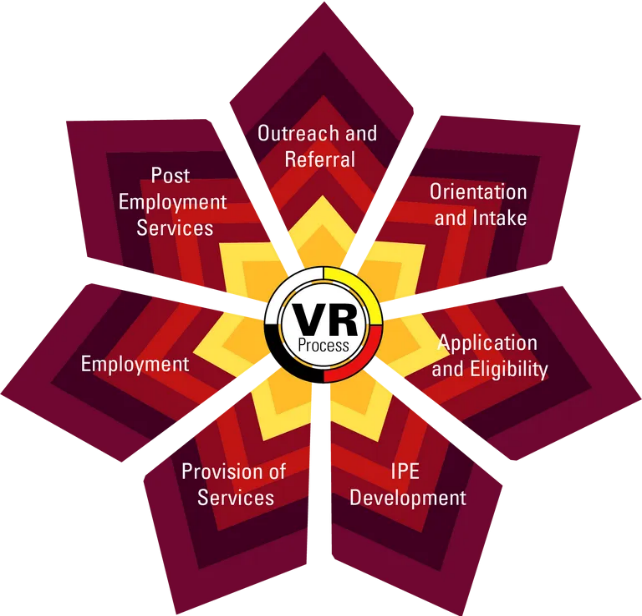 Outreach and
Referral
Orientation
and Intake
Application
and Eligibility
IPE
Development
Provision of
Services
Employment
Post
Employment
Services
VR
Process